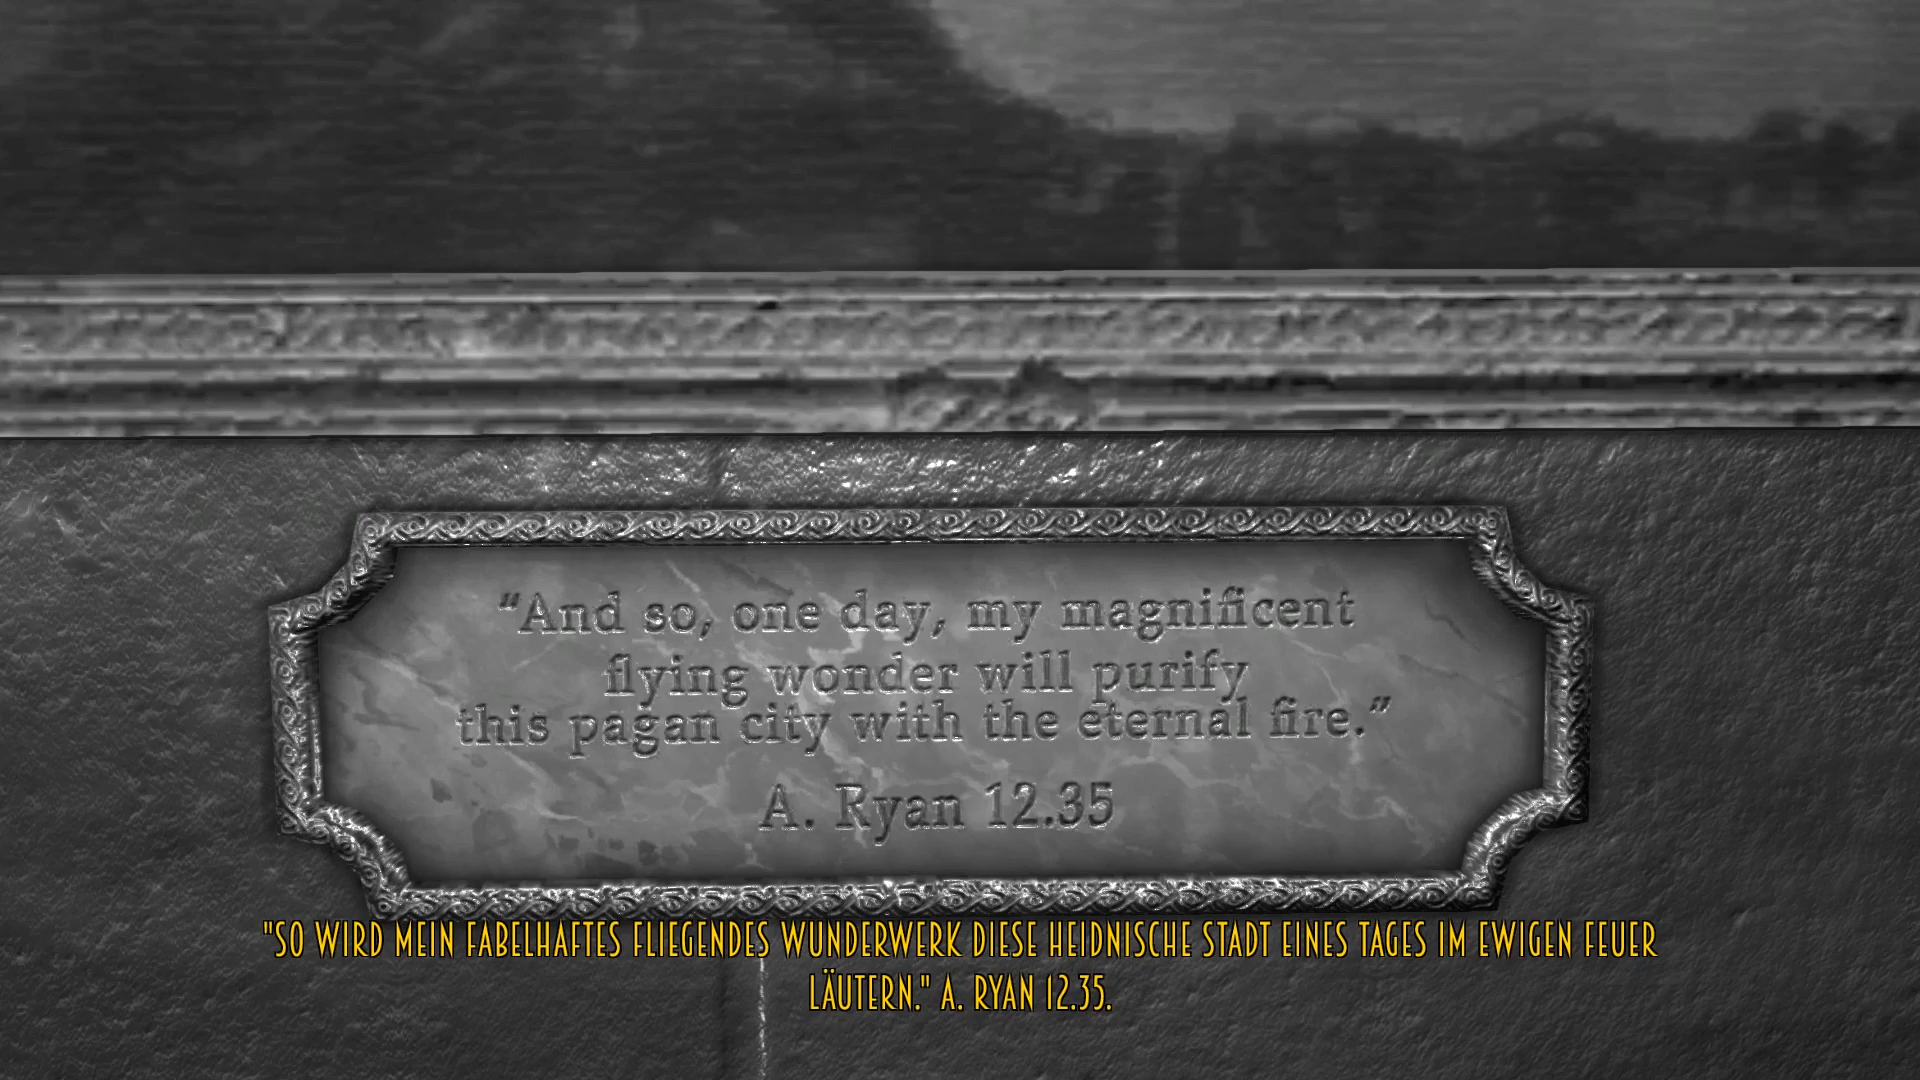 “And so, one day, my magnificent
flying wonder will purify
this pagan city with the eternal fire.”
A. Ryan 12.35
"SO WIRD MEIN FABELHAFTES FLIEGENDES WUNDERWERK DIESE HEIDNISCHE STADT EINES TAGES IM EWIGEN FEUER
LÄUTERN." A. RYAN 12.35.